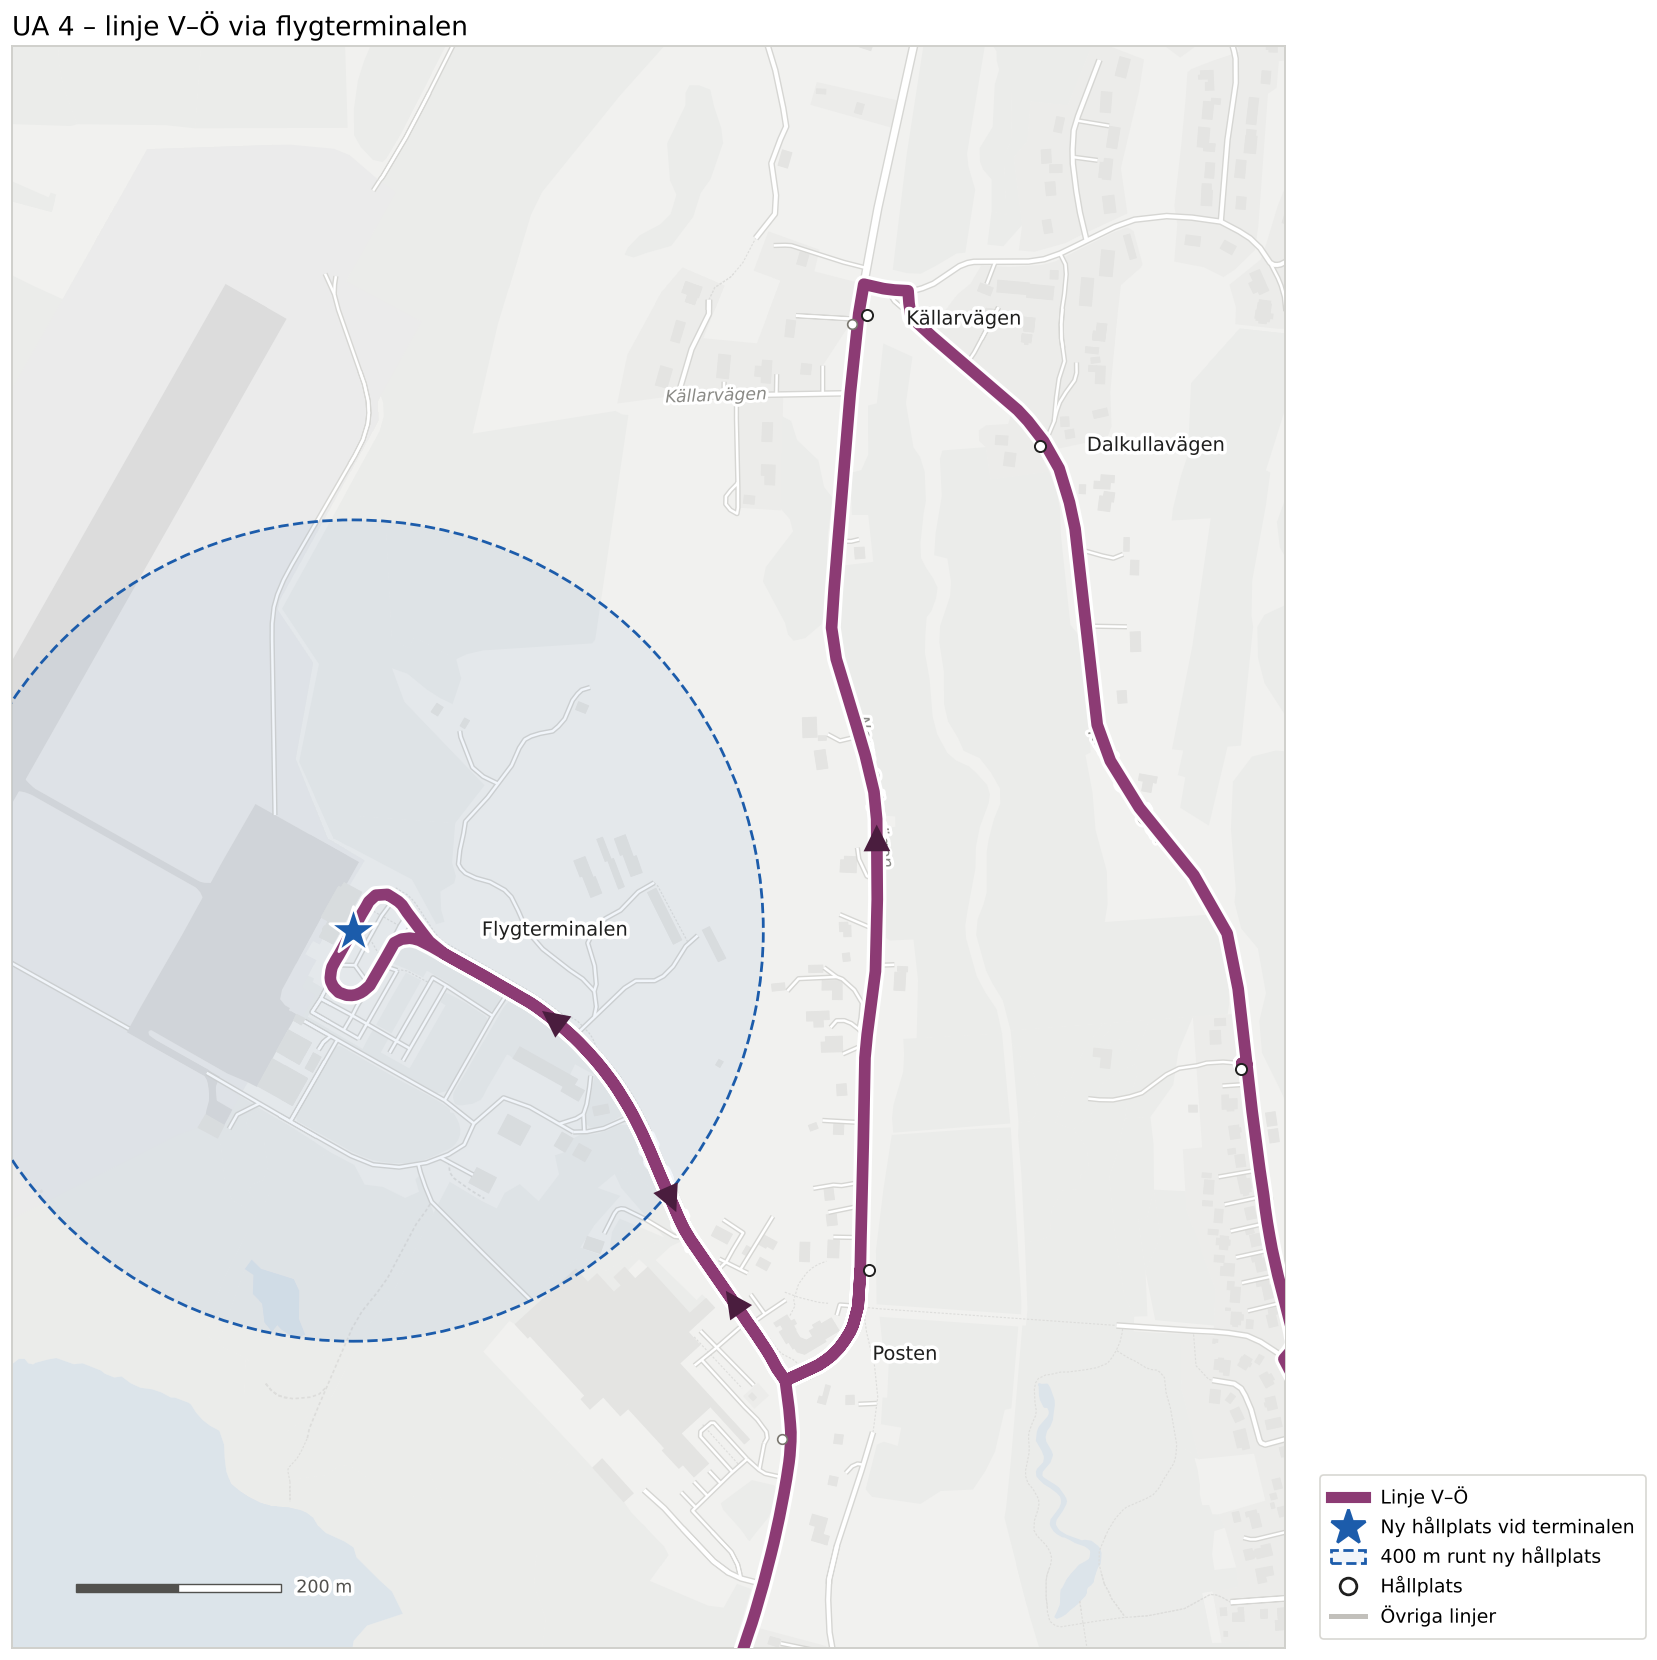 UA 4 – linje V–Ö via flygterminalen
Källarvägen
Källarvägen
Dalkullavägen
Flygterminalen
Posten
200 m
Linje V–Ö
Ny hållplats vid terminalen
400 m runt ny hållplats
Hållplats
Övriga linjer